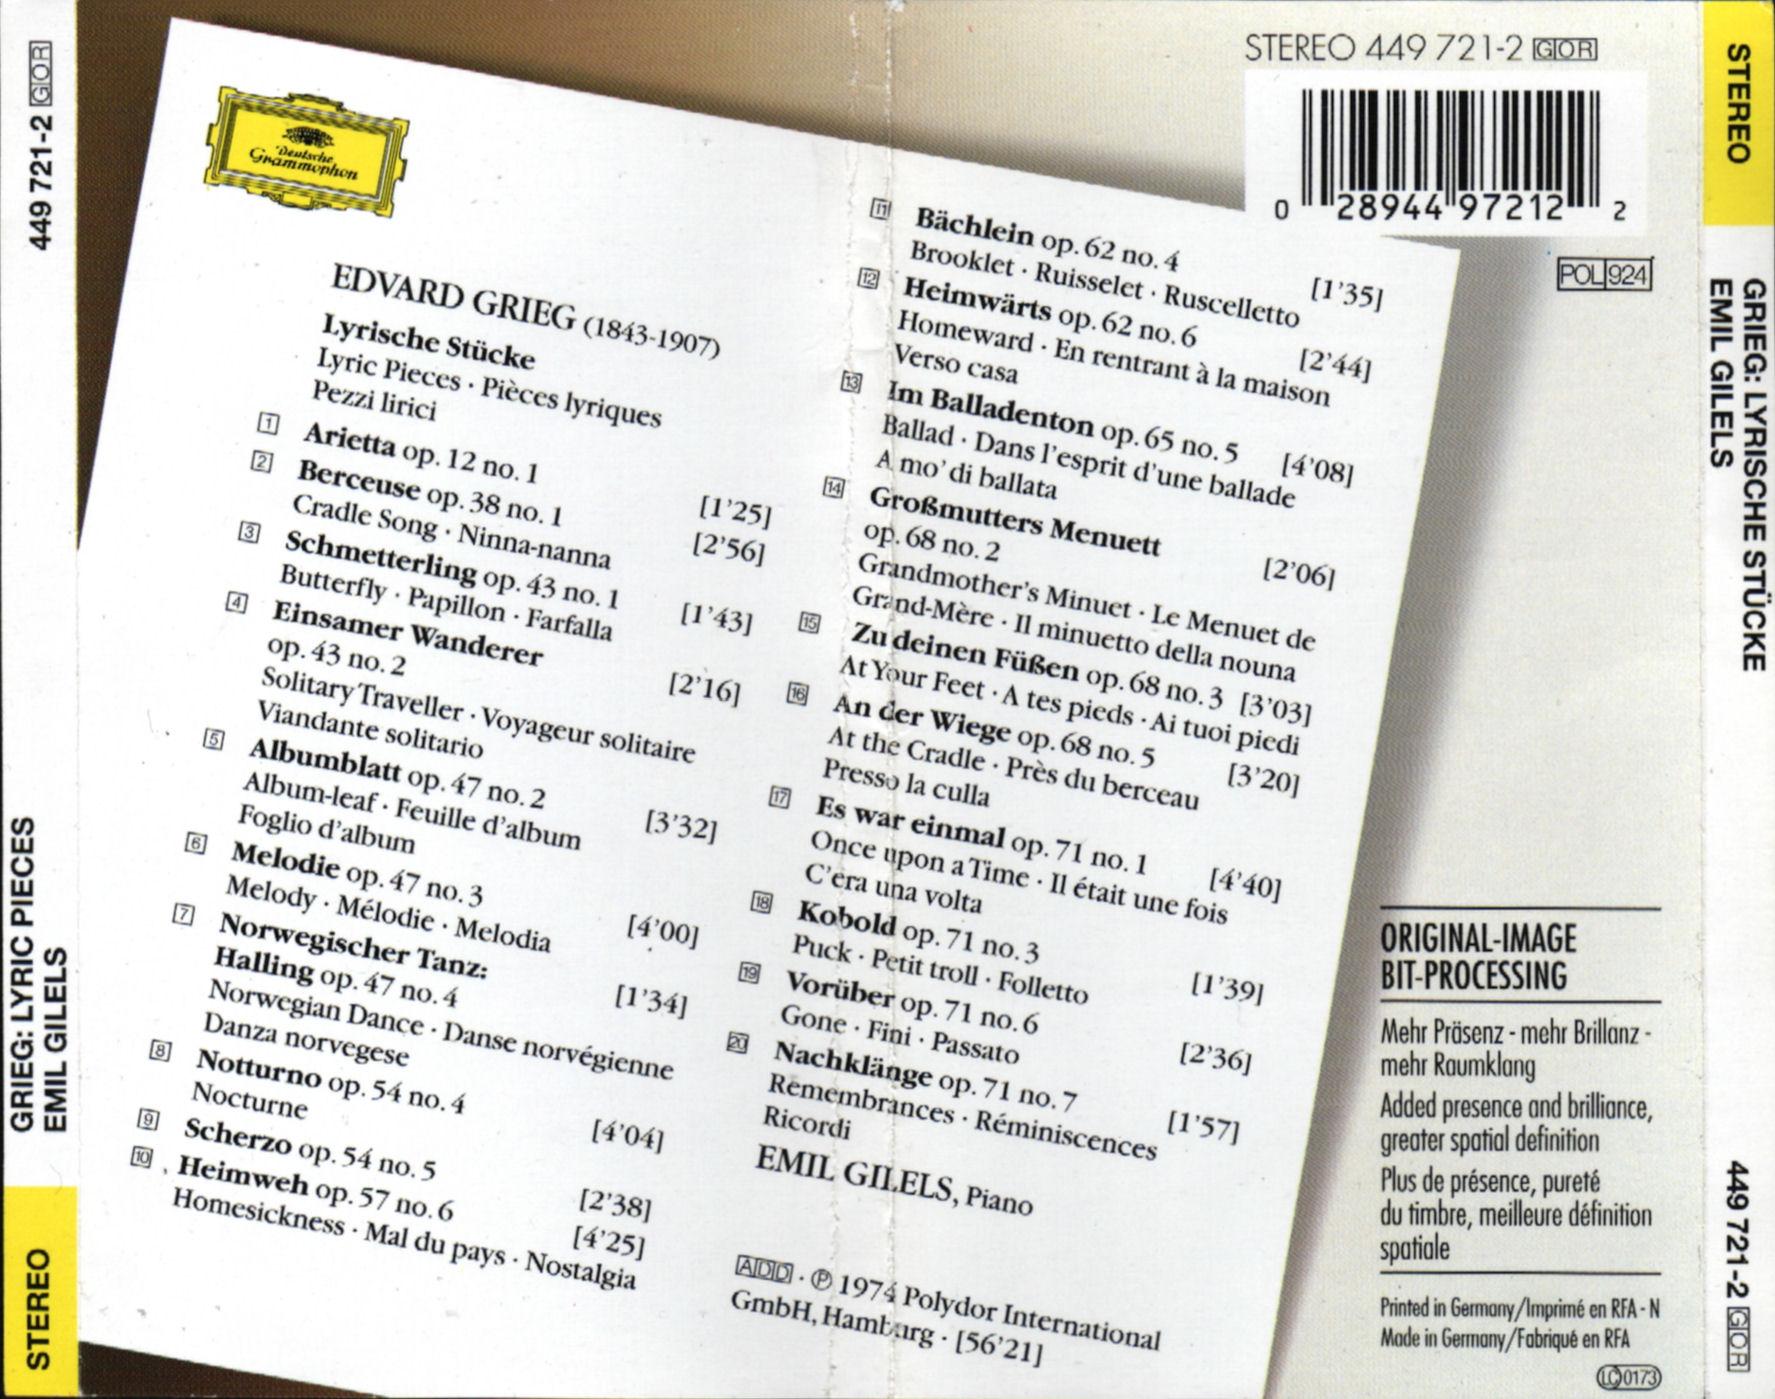 449 721-2 GOR
GRIEG: LYRIC PIECES
EMIL GILELS
STEREO
Deutsche
Grammophon
EDVARD GRIEG (1843-1907)
Lyrische Stücke
Lyric Pieces · Pièces lyriques
Pezzi lirici
1 Arietta op. 12 no. 1 [1'25]
2 Berceuse op. 38 no. 1 [2'56]
Cradle Song · Ninna-nanna
3 Schmetterling op. 43 no. 1 [1'43]
Butterfly · Papillon · Farfalla
4 Einsamer Wanderer
op. 43 no. 2 [2'16]
Solitary Traveller · Voyageur solitaire
Viandante solitario
5 Albumblatt op. 47 no. 2 [3'32]
Album-leaf · Feuille d'album
Foglio d'album
6 Melodie op. 47 no. 3 [4'00]
Melody · Mélodie · Melodia
7 Norwegischer Tanz:
Halling op. 47 no. 4 [1'34]
Norwegian Dance · Danse norvégienne
Danza norvegese
8 Notturno op. 54 no. 4 [4'04]
Nocturne
9 Scherzo op. 54 no. 5 [2'38]
10 Heimweh op. 57 no. 6 [4'25]
Homesickness · Mal du pays · Nostalgia
11 Bächlein op. 62 no. 4 [1'35]
Brooklet · Ruisselet · Ruscelletto
12 Heimwärts op. 62 no. 6 [2'44]
Homeward · En rentrant à la maison
Verso casa
13 Im Balladenton op. 65 no. 5 [4'08]
Ballad · Dans l'esprit d'une ballade
A mo' di ballata
14 Großmutters Menuett
op. 68 no. 2 [2'06]
Grandmother's Minuet · Le Menuet de
Grand-Mère · Il minuetto della nouna
15 Zu deinen Füßen op. 68 no. 3 [3'03]
At Your Feet · A tes pieds · Ai tuoi piedi
16 An der Wiege op. 68 no. 5 [3'20]
At the Cradle · Près du berceau
Presso la culla
17 Es war einmal op. 71 no. 1 [4'40]
Once upon a Time · Il était une fois
C'era una volta
18 Kobold op. 71 no. 3 [1'39]
Puck · Petit troll · Folletto
19 Vorüber op. 71 no. 6 [2'36]
Gone · Fini · Passato
20 Nachklänge op. 71 no. 7 [1'57]
Remembrances · Réminiscences
Ricordi
EMIL GILELS, Piano
ADD · ℗ 1974 Polydor International
GmbH, Hamburg · [56'21]
STEREO 449 721-2 GOR
0 28944 97212 2
POL 924
ORIGINAL-IMAGE
BIT-PROCESSING
Mehr Präsenz - mehr Brillanz -
mehr Raumklang
Added presence and brilliance,
greater spatial definition
Plus de présence, pureté
du timbre, meilleure définition
spatiale
Printed in Germany/Imprimé en RFA - N
Made in Germany/Fabriqué en RFA
LC 0173
STEREO
GRIEG: LYRISCHE STÜCKE
EMIL GILELS
449 721-2 GOR